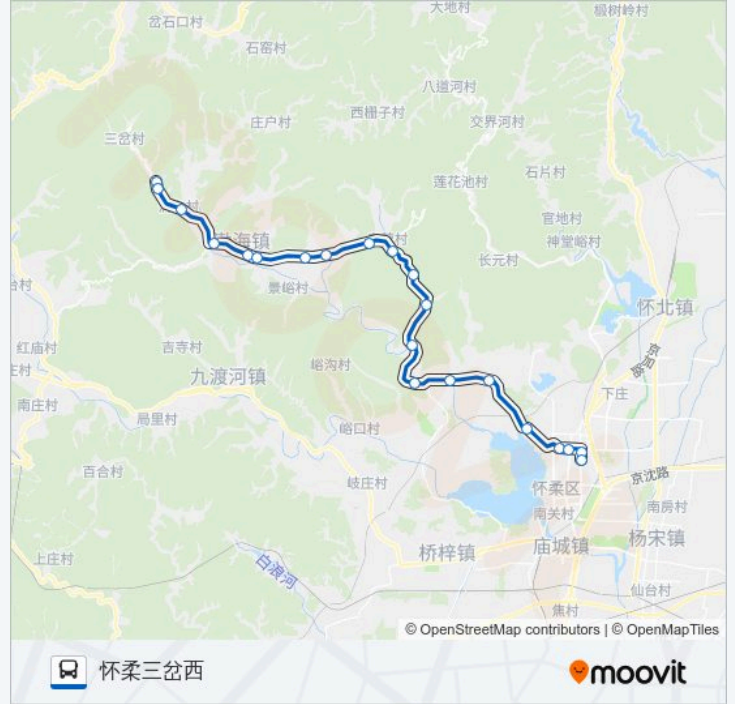 大地村
椴树岭村
岔石口村
石窑村
八道河村
西栅子村
庄户村
交界河村
三岔村
石片村
莲花池村
官地村
海镇
神堂峪村
长元村
台村
景峪村
怀北镇
红庙村
吉寺村
峪沟村
庄村
九渡河镇
下庄
南庄村
局里村
峪口村
百合村
京沈路
岐庄村
怀柔区
南房村
南关村
杨宋镇
桥梓镇
庙城镇
上庄村
白浪河
仙台村
焦村
© OpenStreetMap contributors | © OpenMapTiles
怀柔三岔西
moovit